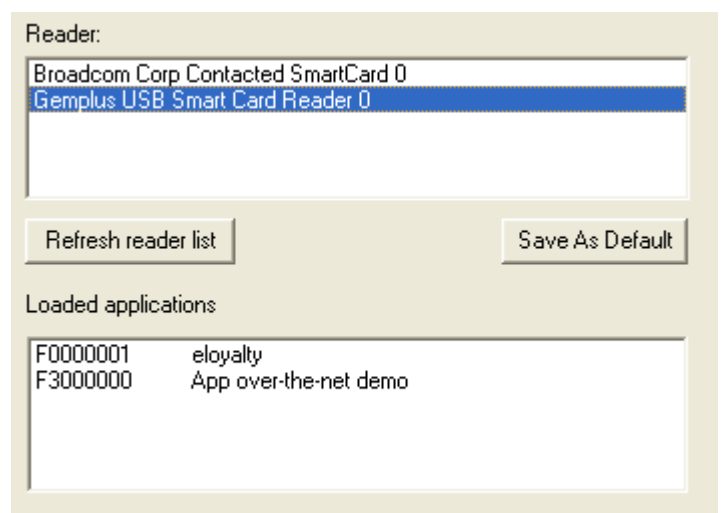 Reader:
Broadcom Corp Contacted SmartCard 0
Gemplus USB Smart Card Reader 0
Refresh reader list
Save As Default
Loaded applications
F0000001 eloyalty
F3000000 App over-the-net demo